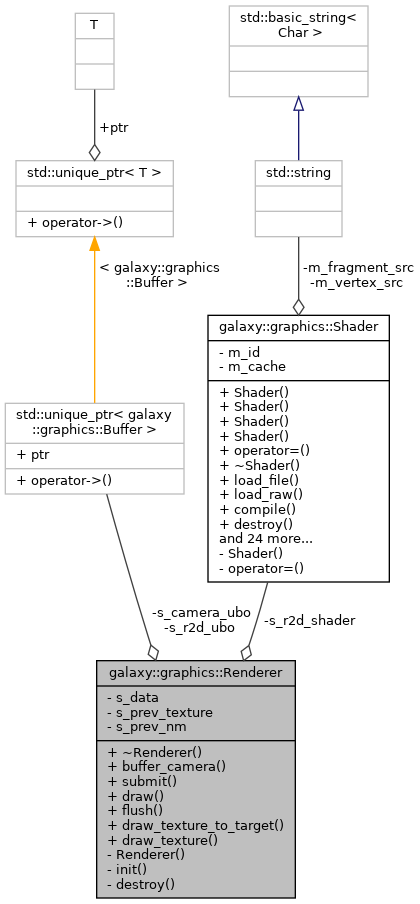 T
std::basic_string<
Char >
+ptr
std::unique_ptr< T >
+ operator->()
std::string
< galaxy::graphics
::Buffer >
-m_fragment_src
-m_vertex_src
galaxy::graphics::Shader
- m_id
- m_cache
+ Shader()
+ Shader()
+ Shader()
+ Shader()
+ operator=()
+ ~Shader()
+ load_file()
+ load_raw()
+ compile()
+ destroy()
and 24 more...
- Shader()
- operator=()
std::unique_ptr< galaxy
::graphics::Buffer >
+ ptr
+ operator->()
-s_camera_ubo
-s_r2d_ubo
-s_r2d_shader
galaxy::graphics::Renderer
- s_data
- s_prev_texture
- s_prev_nm
+ ~Renderer()
+ buffer_camera()
+ submit()
+ draw()
+ flush()
+ draw_texture_to_target()
+ draw_texture()
- Renderer()
- init()
- destroy()